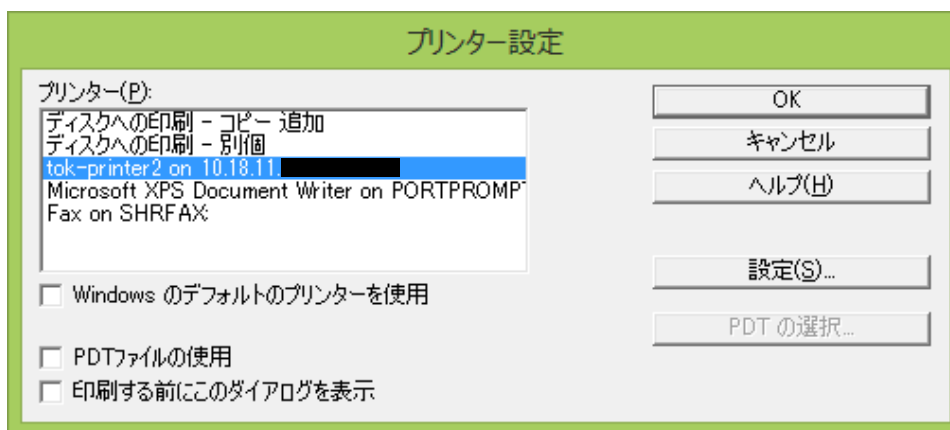 プリンター設定
プリンター(P):
ディスクへの印刷 - コピー 追加
ディスクへの印刷 - 別個
tok-printer2 on 10.18.11.
Microsoft XPS Document Writer on PORTPROMPT
Fax on SHRFAX:
Windows のデフォルトのプリンターを使用
PDTファイルの使用
印刷する前にこのダイアログを表示
OK
キャンセル
ヘルプ(H)
設定(S)...
PDT の選択...